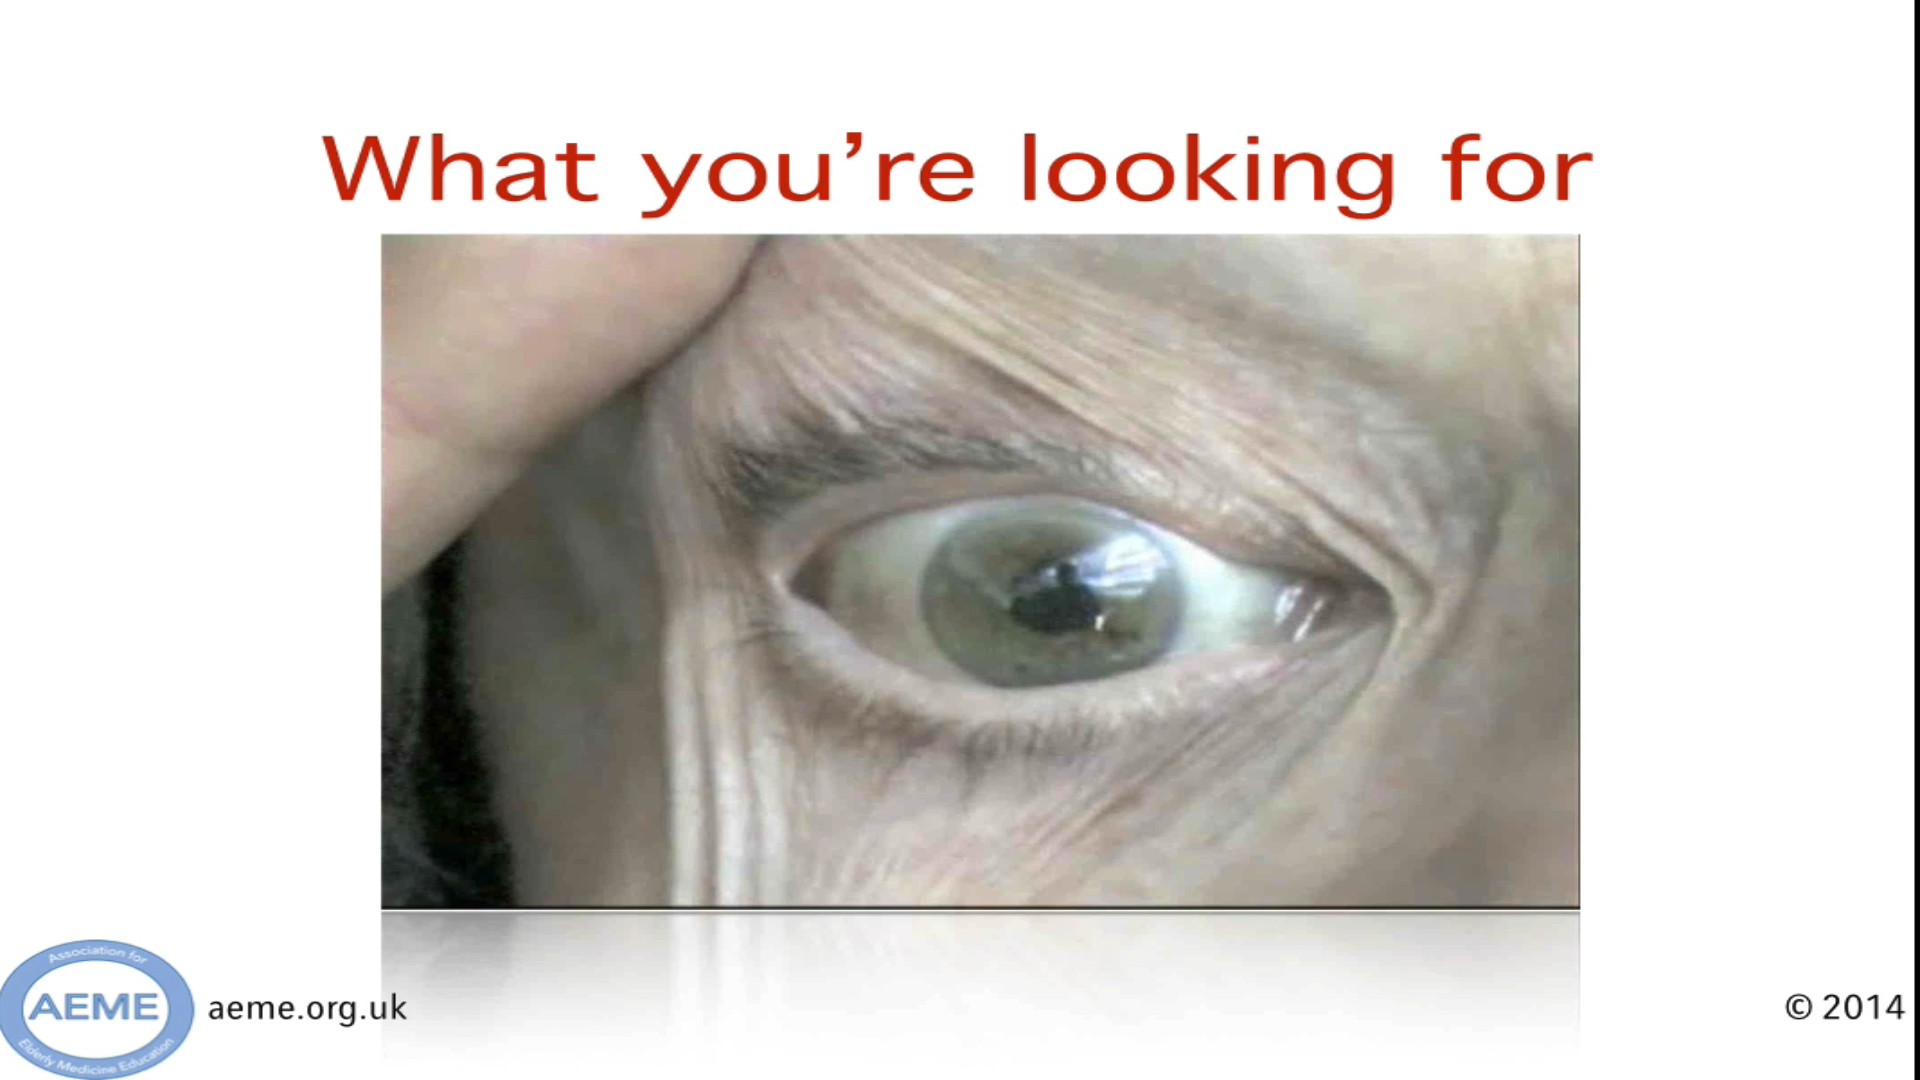 What you’re looking for
Association for
AEME
Elderly Medicine Education
aeme.org.uk
© 2014